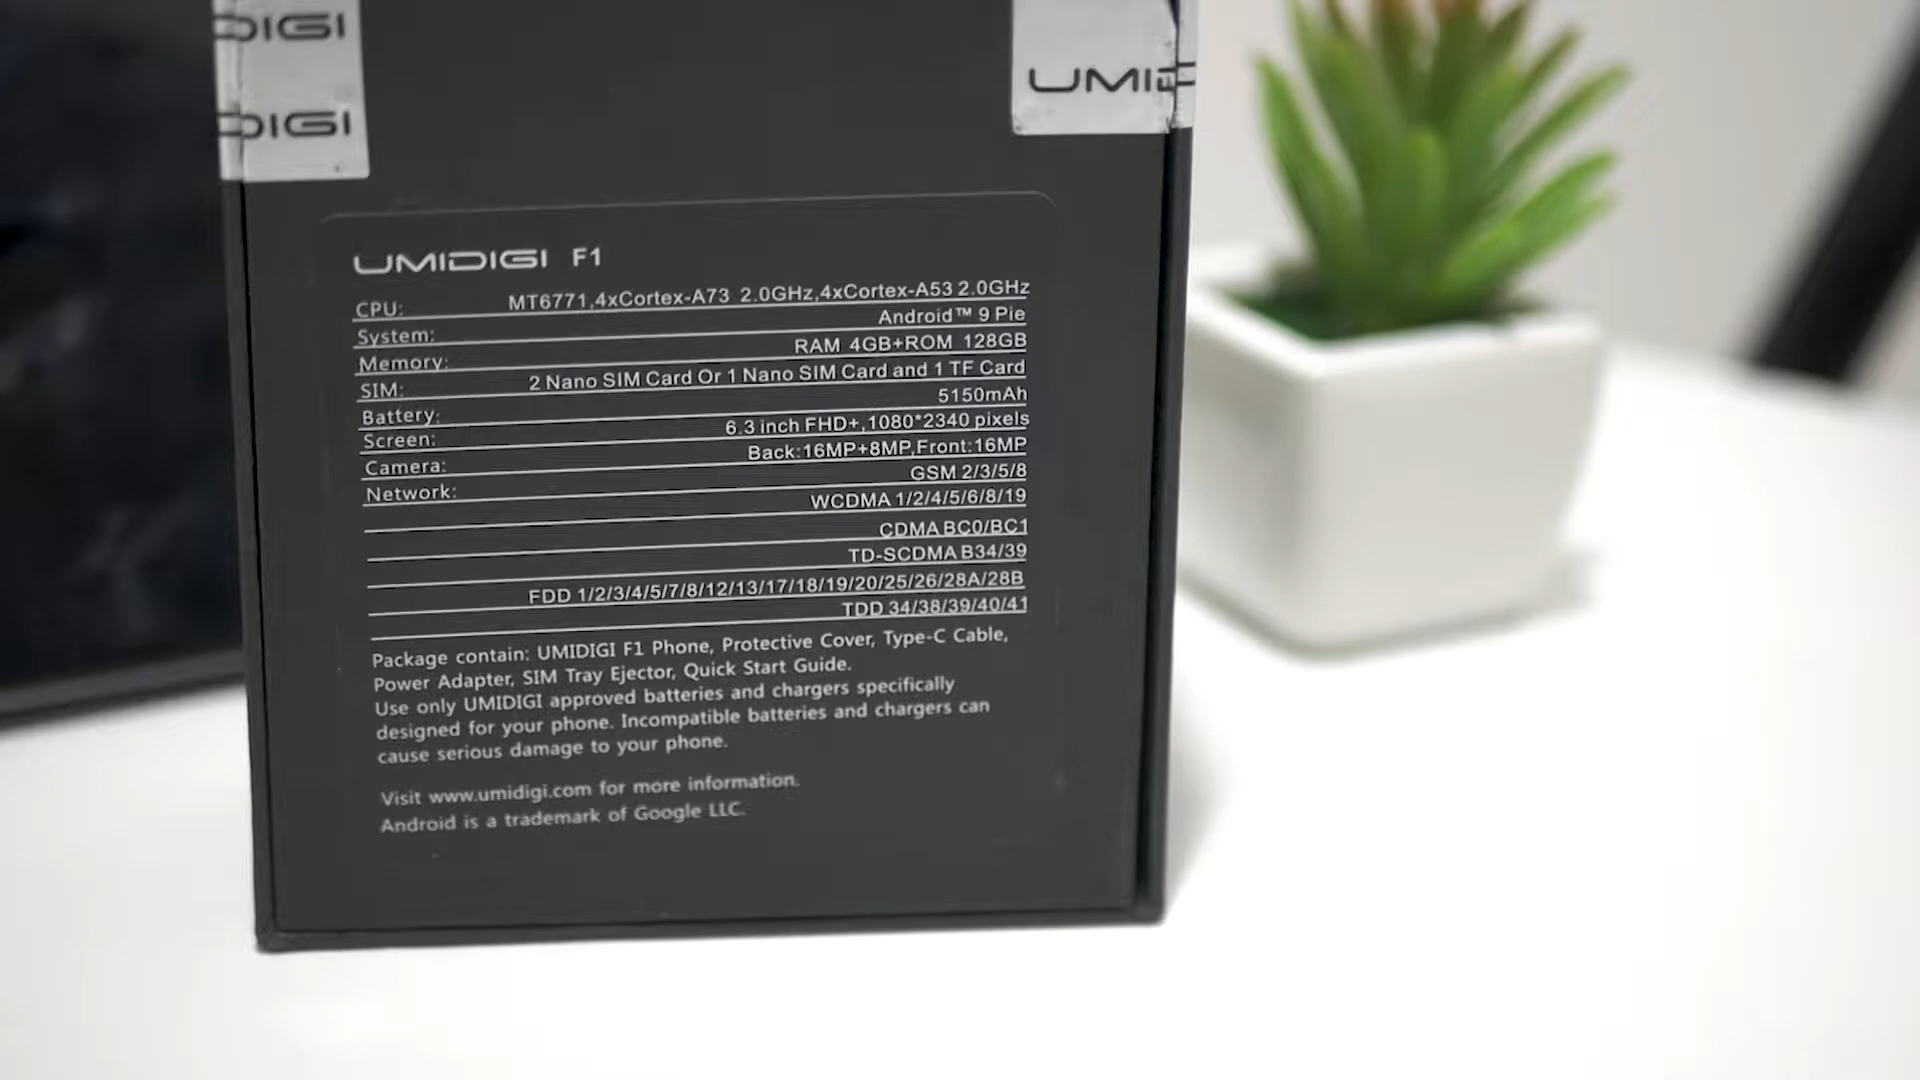 DIGI
DIGI
UMID
UMIDIGI F1
CPU: MT6771,4xCortex-A73 2.0GHz,4xCortex-A53 2.0GHz
System: Android™ 9 Pie
Memory: RAM 4GB+ROM 128GB
SIM: 2 Nano SIM Card Or 1 Nano SIM Card and 1 TF Card
Battery: 5150mAh
Screen: 6.3 inch FHD+,1080*2340 pixels
Camera: Back:16MP+8MP,Front:16MP
Network: GSM 2/3/5/8
WCDMA 1/2/4/5/6/8/19
CDMA BC0/BC1
TD-SCDMA B34/39
FDD 1/2/3/4/5/7/8/12/13/17/18/19/20/25/26/28A/28B
TDD 34/38/39/40/41
Package contain: UMIDIGI F1 Phone, Protective Cover, Type-C Cable,
Power Adapter, SIM Tray Ejector, Quick Start Guide.
Use only UMIDIGI approved batteries and chargers specifically
designed for your phone. Incompatible batteries and chargers can
cause serious damage to your phone.
Visit www.umidigi.com for more information.
Android is a trademark of Google LLC.